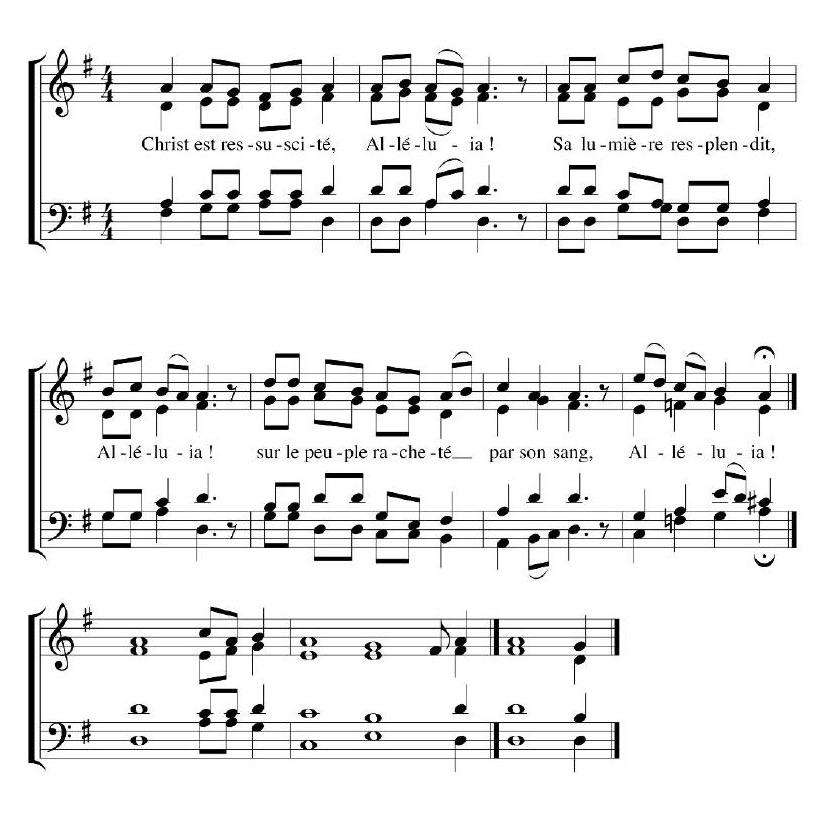 Christ est res - su - sci - té, Al - lé - lu - ia ! Sa lu - miè - re res - plen - dit,
Al - lé - lu - ia ! sur le peu - ple ra - che - té__ par son sang, Al - lé - lu - ia !